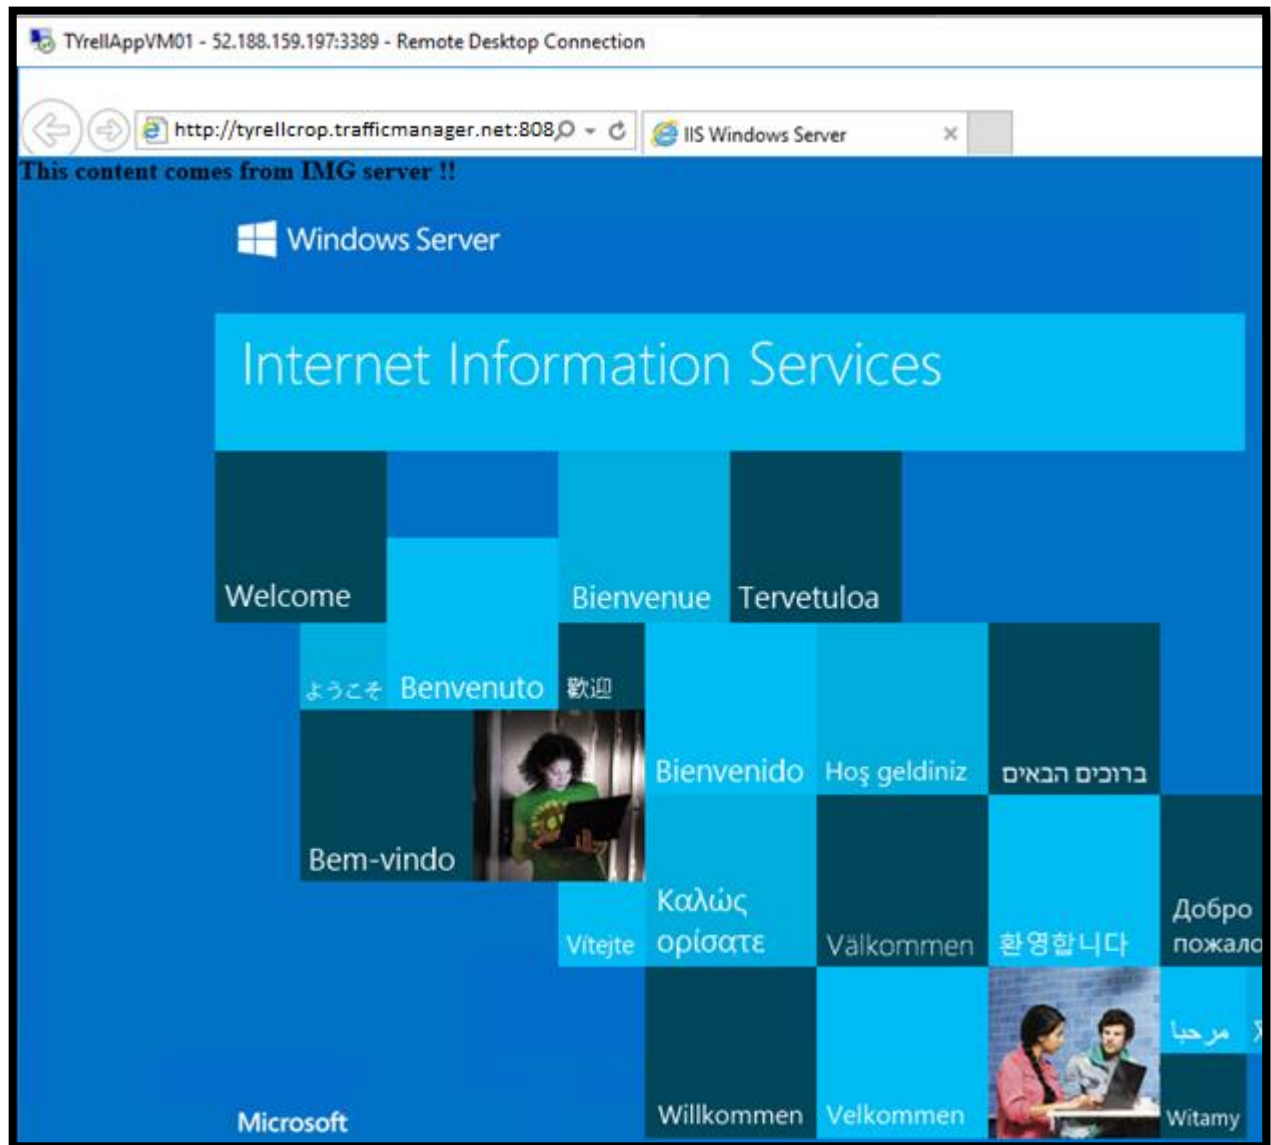 TYrellAppVM01 - 52.188.159.197:3389 - Remote Desktop Connection
http://tyrellcrop.trafficmanager.net:808
IIS Windows Server
This content comes from IMG server !!
Windows Server
Internet Information Services
Welcome
Bienvenue
Tervetuloa
ようこそ
Benvenuto
歡迎
Bienvenido
Hoş geldiniz
ברוכים הבאים
Bem-vindo
Vítejte
Καλώς
ορίσατε
Välkommen
환영합니다
Добро
пожало
مرحبا
Microsoft
Willkommen
Velkommen
Witamy